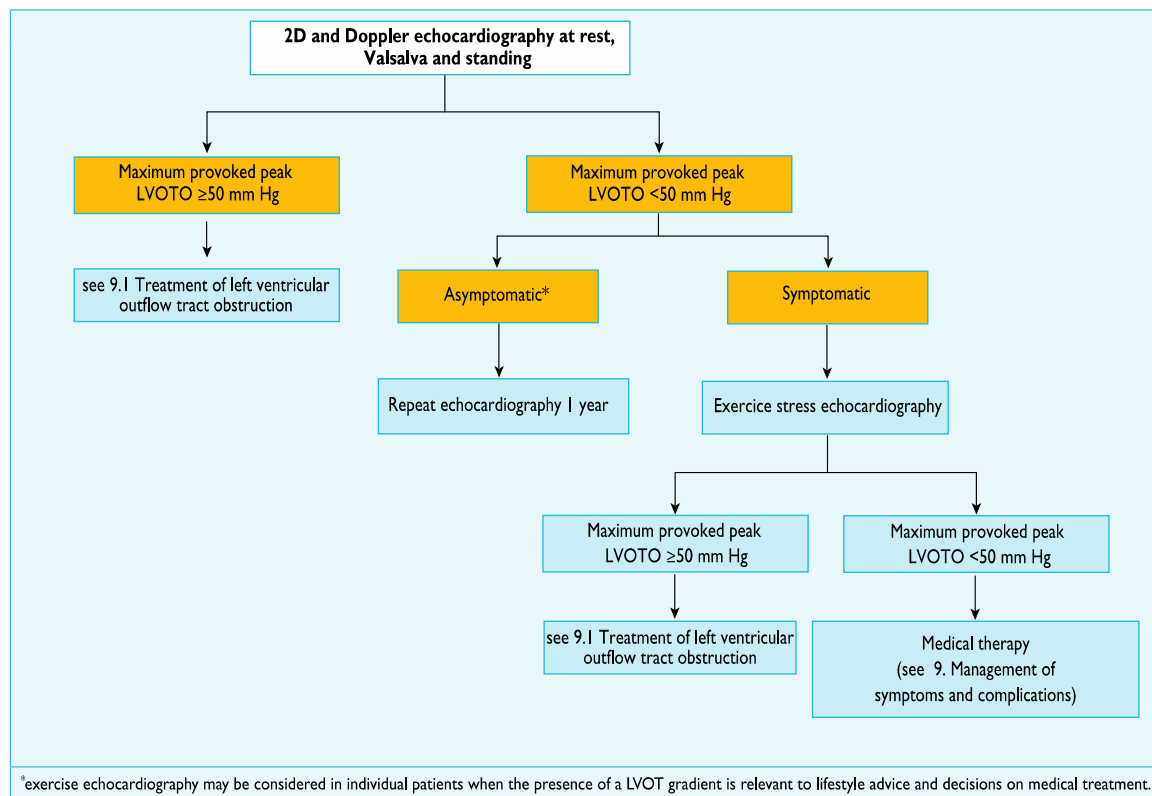 2D and Doppler echocardiography at rest,
Valsalva and standing
Maximum provoked peak
LVOTO ≥50 mm Hg
Maximum provoked peak
LVOTO <50 mm Hg
see 9.1 Treatment of left ventricular
outflow tract obstruction
Asymptomatic*
Symptomatic
Repeat echocardiography 1 year
Exercice stress echocardiography
Maximum provoked peak
LVOTO ≥50 mm Hg
Maximum provoked peak
LVOTO <50 mm Hg
see 9.1 Treatment of left ventricular
outflow tract obstruction
Medical therapy
(see 9. Management of
symptoms and complications)
*exercise echocardiography may be considered in individual patients when the presence of a LVOT gradient is relevant to lifestyle advice and decisions on medical treatment.